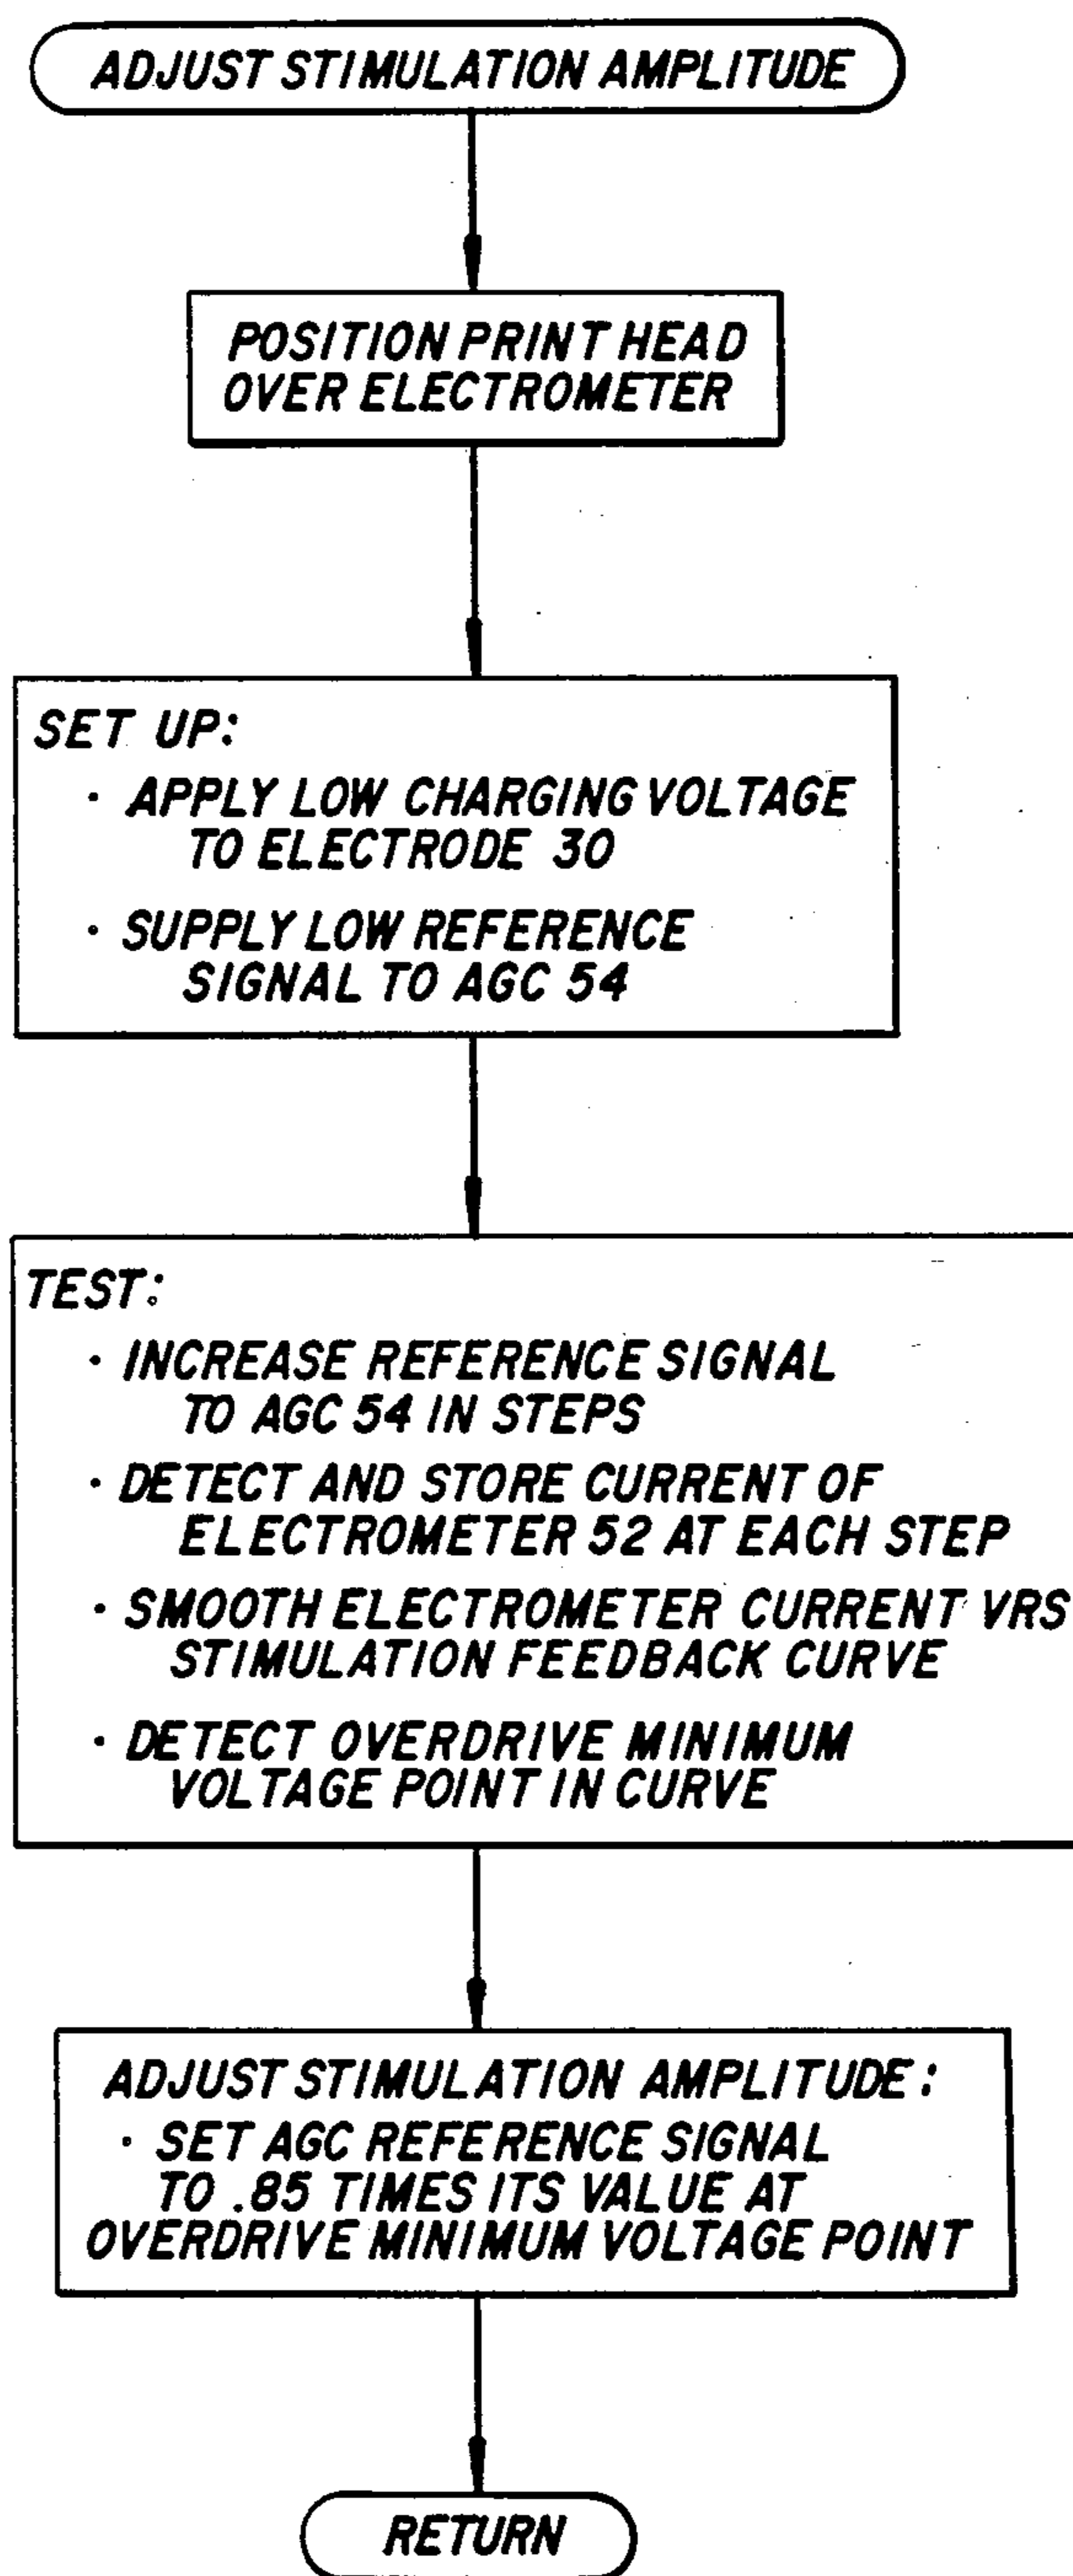 ADJUST STIMULATION AMPLITUDE
POSITION PRINT HEAD
OVER ELECTROMETER
SET UP:
· APPLY LOW CHARGING VOLTAGE
TO ELECTRODE 30
· SUPPLY LOW REFERENCE
SIGNAL TO AGC 54
TEST:
· INCREASE REFERENCE SIGNAL
TO AGC 54 IN STEPS
· DETECT AND STORE CURRENT OF
ELECTROMETER 52 AT EACH STEP
· SMOOTH ELECTROMETER CURRENT VRS
STIMULATION FEEDBACK CURVE
· DETECT OVERDRIVE MINIMUM
VOLTAGE POINT IN CURVE
ADJUST STIMULATION AMPLITUDE:
· SET AGC REFERENCE SIGNAL
TO .85 TIMES ITS VALUE AT
OVERDRIVE MINIMUM VOLTAGE POINT
RETURN